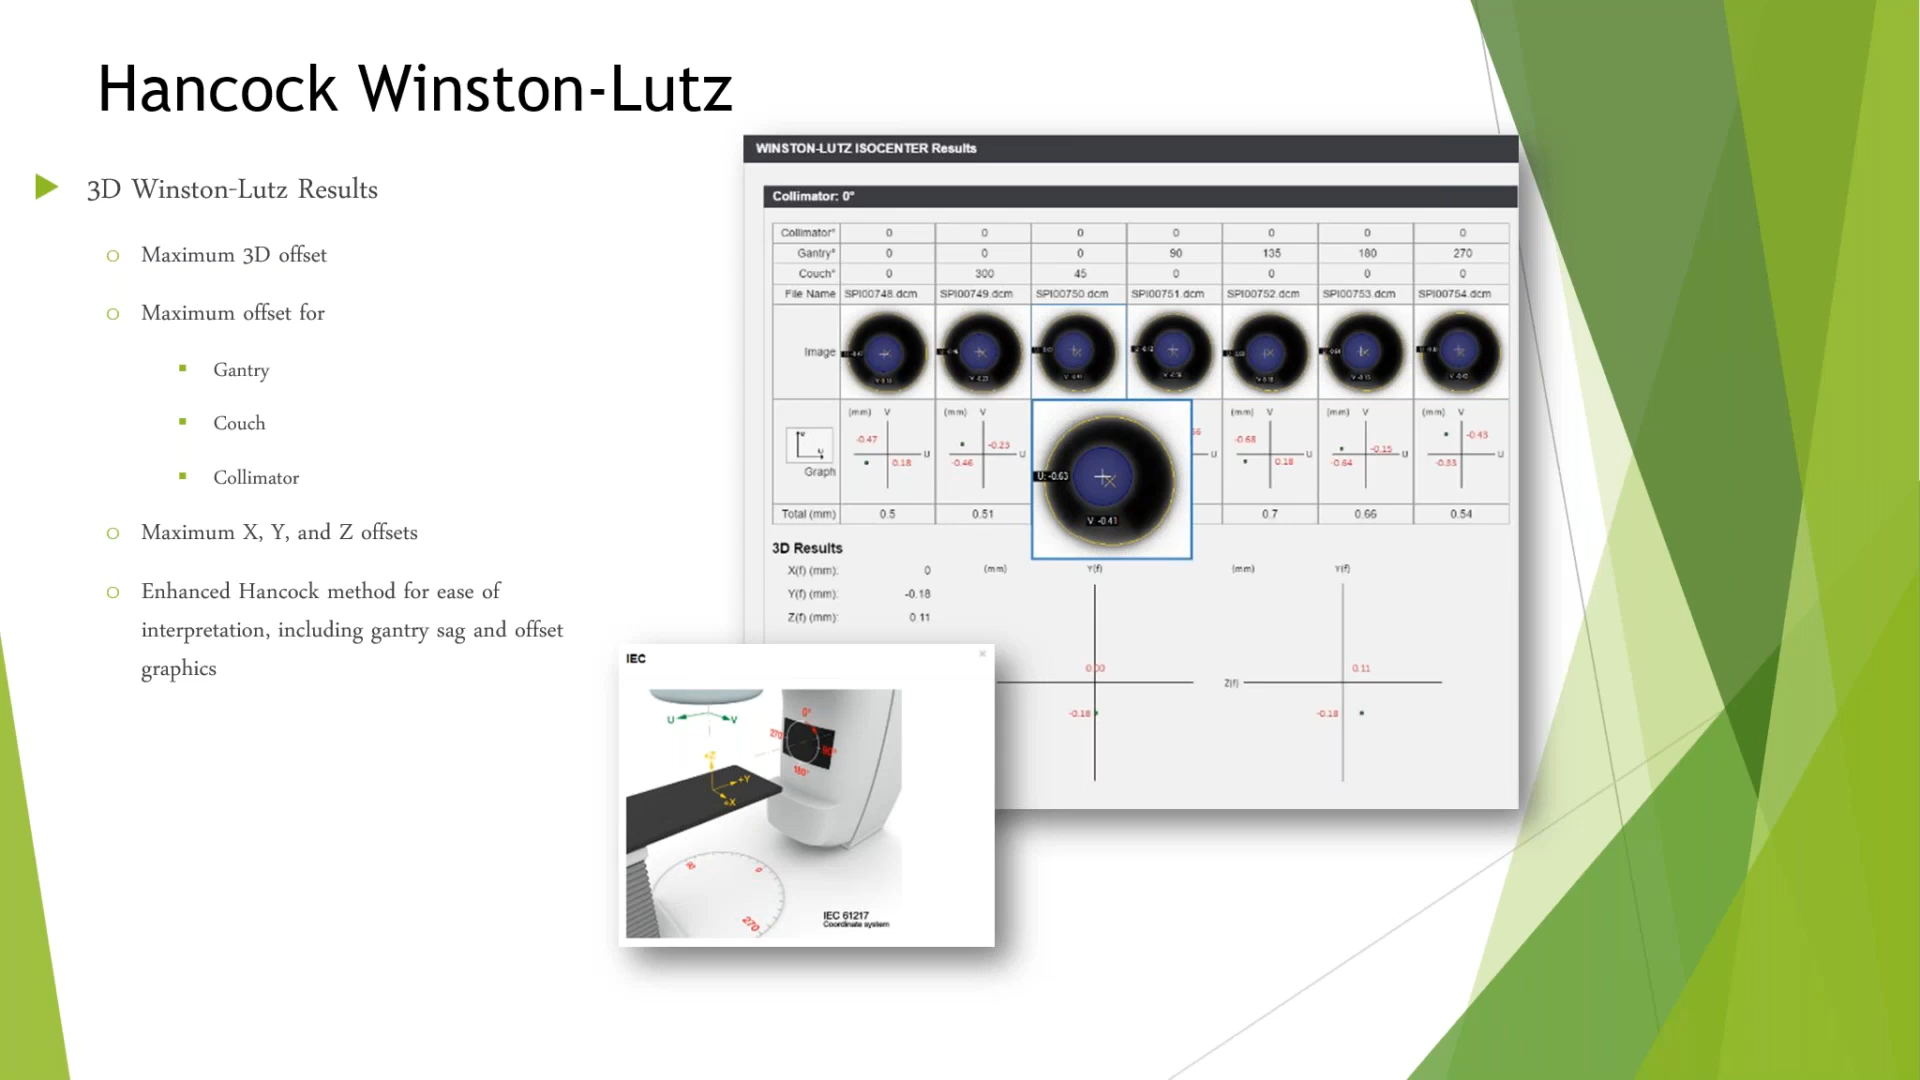 Hancock Winston-Lutz
3D Winston-Lutz Results
Maximum 3D offset
Maximum offset for
Gantry
Couch
Collimator
Maximum X, Y, and Z offsets
Enhanced Hancock method for ease of
interpretation, including gantry sag and offset
graphics
WINSTON-LUTZ ISOCENTER Results
Collimator: 0°
Collimator° 0 0 0 0 0 0 0
Gantry° 0 0 0 90 135 180 270
Couch° 0 300 45 0 0 0 0
File Name SPI00748.dcm SPI00749.dcm SPI00750.dcm SPI00751.dcm SPI00752.dcm SPI00753.dcm SPI00754.dcm
Image
(mm) V (mm) V (mm) V (mm) V (mm) V
-0.47 U 0.18
-0.23 U -0.46
U: -0.63
V: -0.41
U
-0.68 U 0.18
-0.15 U -0.64
-0.43 U -0.33
Graph
Total (mm) 0.5 0.51 0.7 0.66 0.54
3D Results
X(f) (mm): 0
Y(f) (mm): -0.18
Z(f) (mm): 0.11
(mm) Y(f) (mm) Y(f)
0.00
-0.18
Z(f)
0.11
-0.18
IEC
U V
0°
270
90°
180°
+Z
+Y
+X
90
0
270
IEC 61217
Coordinate system